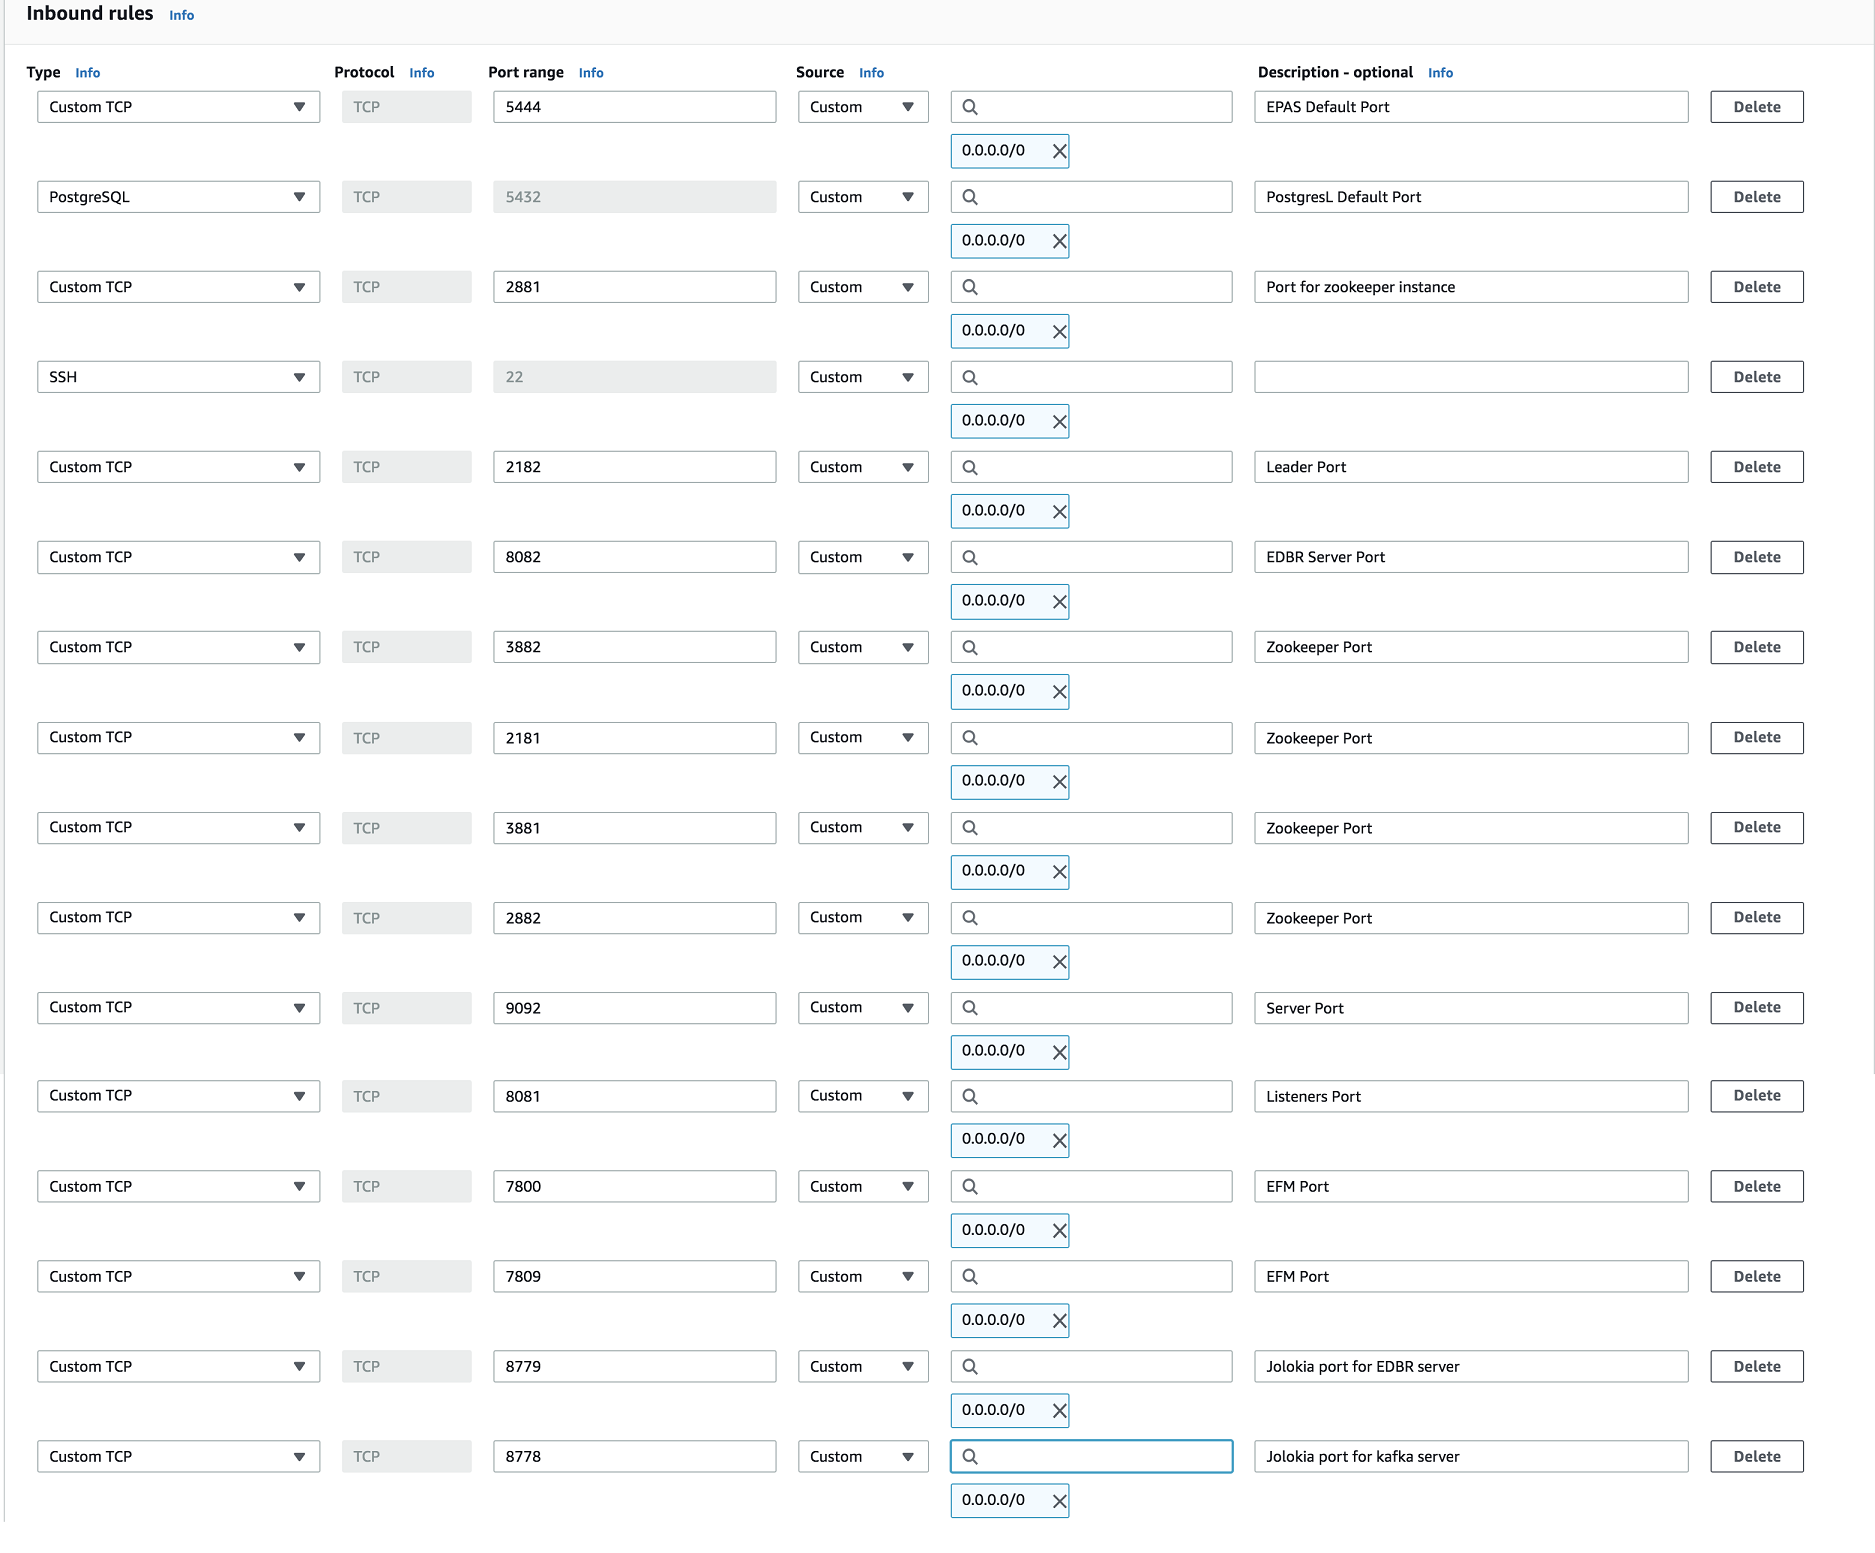 Inbound rules Info
Type Info Protocol Info Port range Info Source Info Description - optional Info
Custom TCP TCP 5444 Custom EPAS Default Port Delete
0.0.0.0/0
PostgreSQL TCP 5432 Custom PostgresL Default Port Delete
0.0.0.0/0
Custom TCP TCP 2881 Custom Port for zookeeper instance Delete
0.0.0.0/0
SSH TCP 22 Custom Delete
0.0.0.0/0
Custom TCP TCP 2182 Custom Leader Port Delete
0.0.0.0/0
Custom TCP TCP 8082 Custom EDBR Server Port Delete
0.0.0.0/0
Custom TCP TCP 3882 Custom Zookeeper Port Delete
0.0.0.0/0
Custom TCP TCP 2181 Custom Zookeeper Port Delete
0.0.0.0/0
Custom TCP TCP 3881 Custom Zookeeper Port Delete
0.0.0.0/0
Custom TCP TCP 2882 Custom Zookeeper Port Delete
0.0.0.0/0
Custom TCP TCP 9092 Custom Server Port Delete
0.0.0.0/0
Custom TCP TCP 8081 Custom Listeners Port Delete
0.0.0.0/0
Custom TCP TCP 7800 Custom EFM Port Delete
0.0.0.0/0
Custom TCP TCP 7809 Custom EFM Port Delete
0.0.0.0/0
Custom TCP TCP 8779 Custom Jolokia port for EDBR server Delete
0.0.0.0/0
Custom TCP TCP 8778 Custom Jolokia port for kafka server Delete
0.0.0.0/0